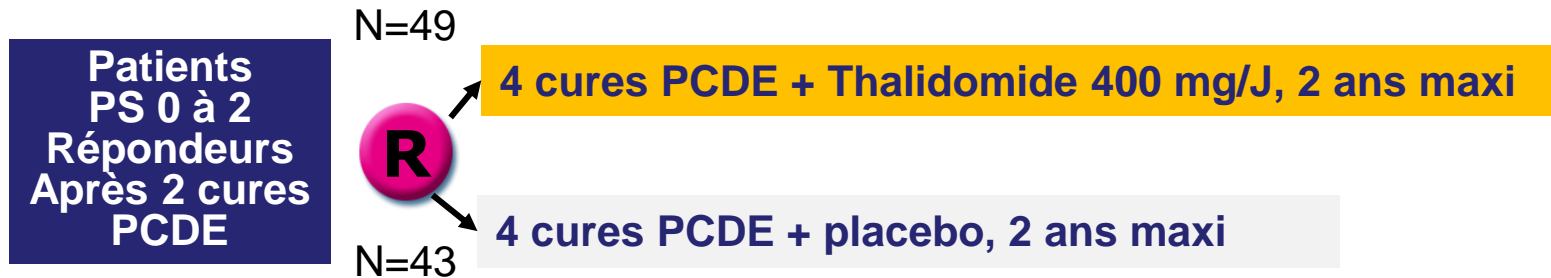 N=49
Patients
PS 0 à 2
Répondeurs
Après 2 cures
PCDE
R
4 cures PCDE + Thalidomide 400 mg/J, 2 ans maxi
4 cures PCDE + placebo, 2 ans maxi
N=43